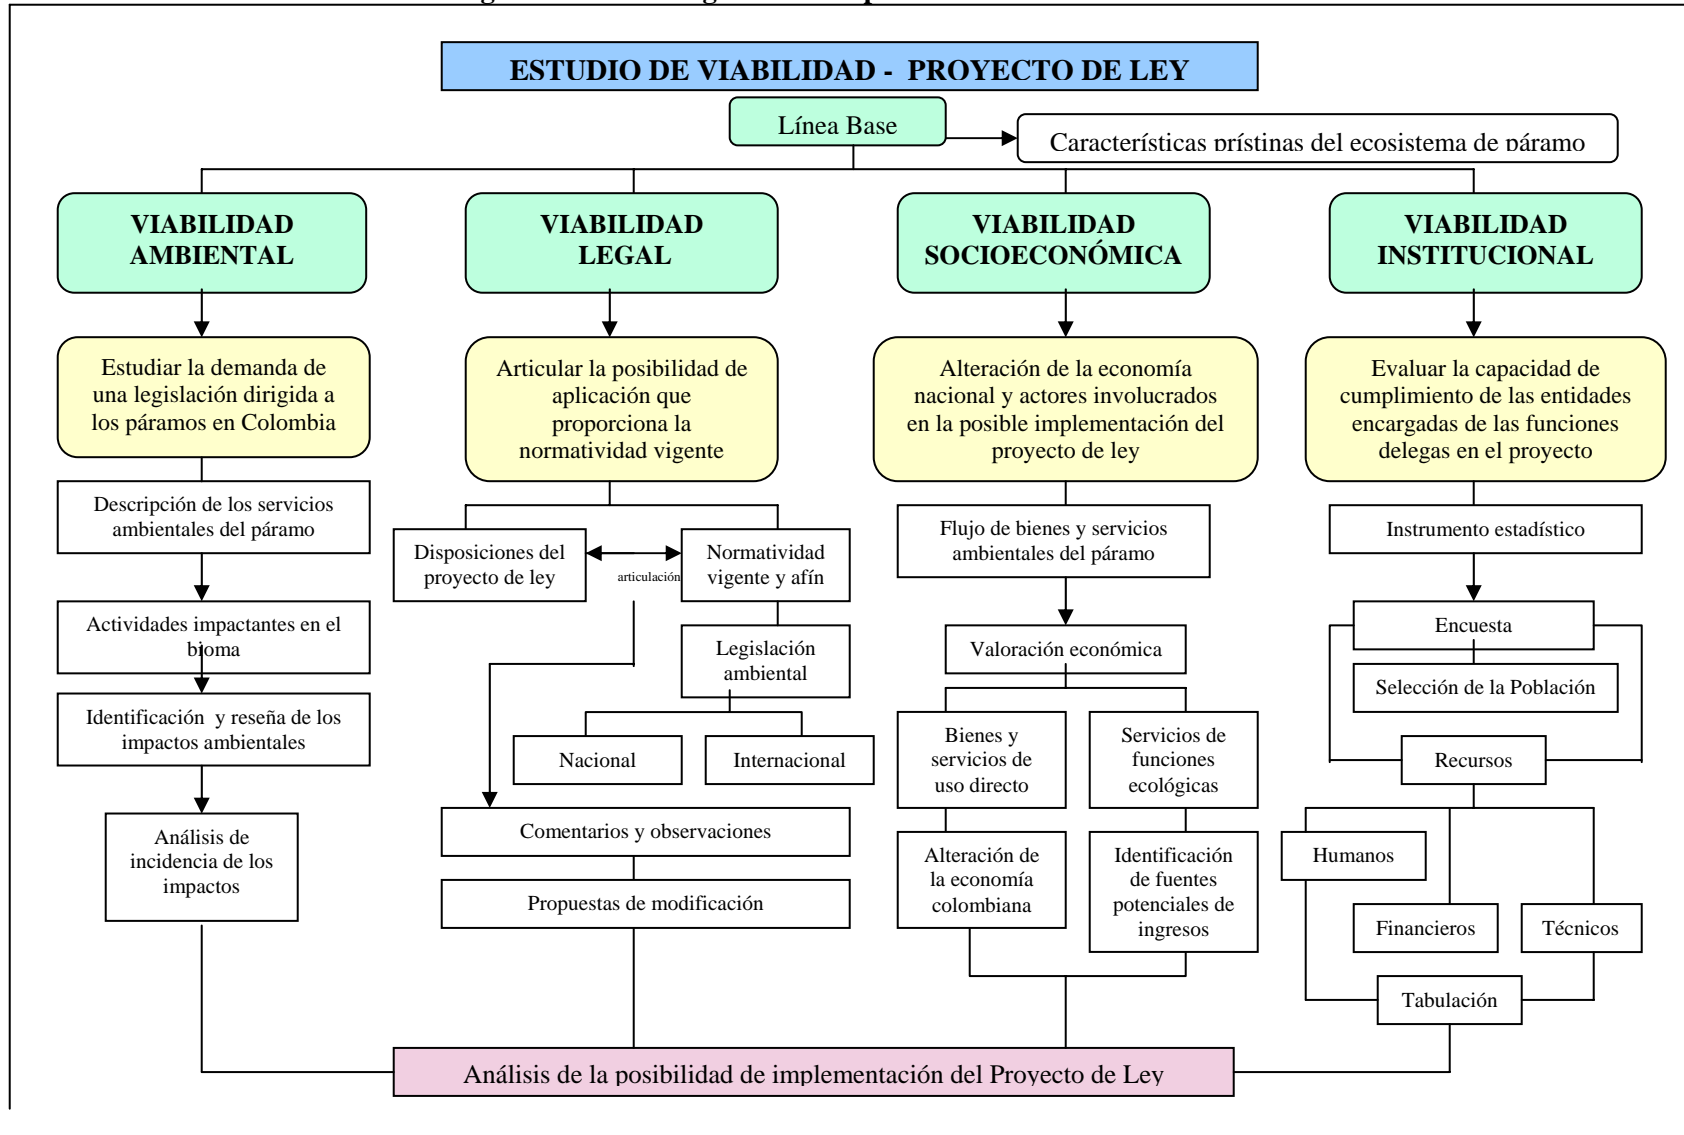 ESTUDIO DE VIABILIDAD - PROYECTO DE LEY
Línea Base
Características prístinas del ecosistema de páramo
VIABILIDAD
AMBIENTAL
VIABILIDAD
LEGAL
VIABILIDAD
SOCIOECONÓMICA
VIABILIDAD
INSTITUCIONAL
Estudiar la demanda de
una legislación dirigida a
los páramos en Colombia
Articular la posibilidad de
aplicación que
proporciona la
normatividad vigente
Alteración de la economía
nacional y actores involucrados
en la posible implementación del
proyecto de ley
Evaluar la capacidad de
cumplimiento de las entidades
encargadas de las funciones
delegas en el proyecto
Descripción de los servicios
ambientales del páramo
Actividades impactantes en el
bioma
Identificación y reseña de los
impactos ambientales
Análisis de
incidencia de los
impactos
Disposiciones del
proyecto de ley
articulación
Normatividad
vigente y afín
Legislación
ambiental
Nacional
Internacional
Comentarios y observaciones
Propuestas de modificación
Flujo de bienes y servicios
ambientales del páramo
Valoración económica
Bienes y
servicios de
uso directo
Servicios de
funciones
ecológicas
Alteración de
la economía
colombiana
Identificación
de fuentes
potenciales de
ingresos
Instrumento estadístico
Encuesta
Selección de la Población
Recursos
Humanos
Financieros
Técnicos
Tabulación
Análisis de la posibilidad de implementación del Proyecto de Ley